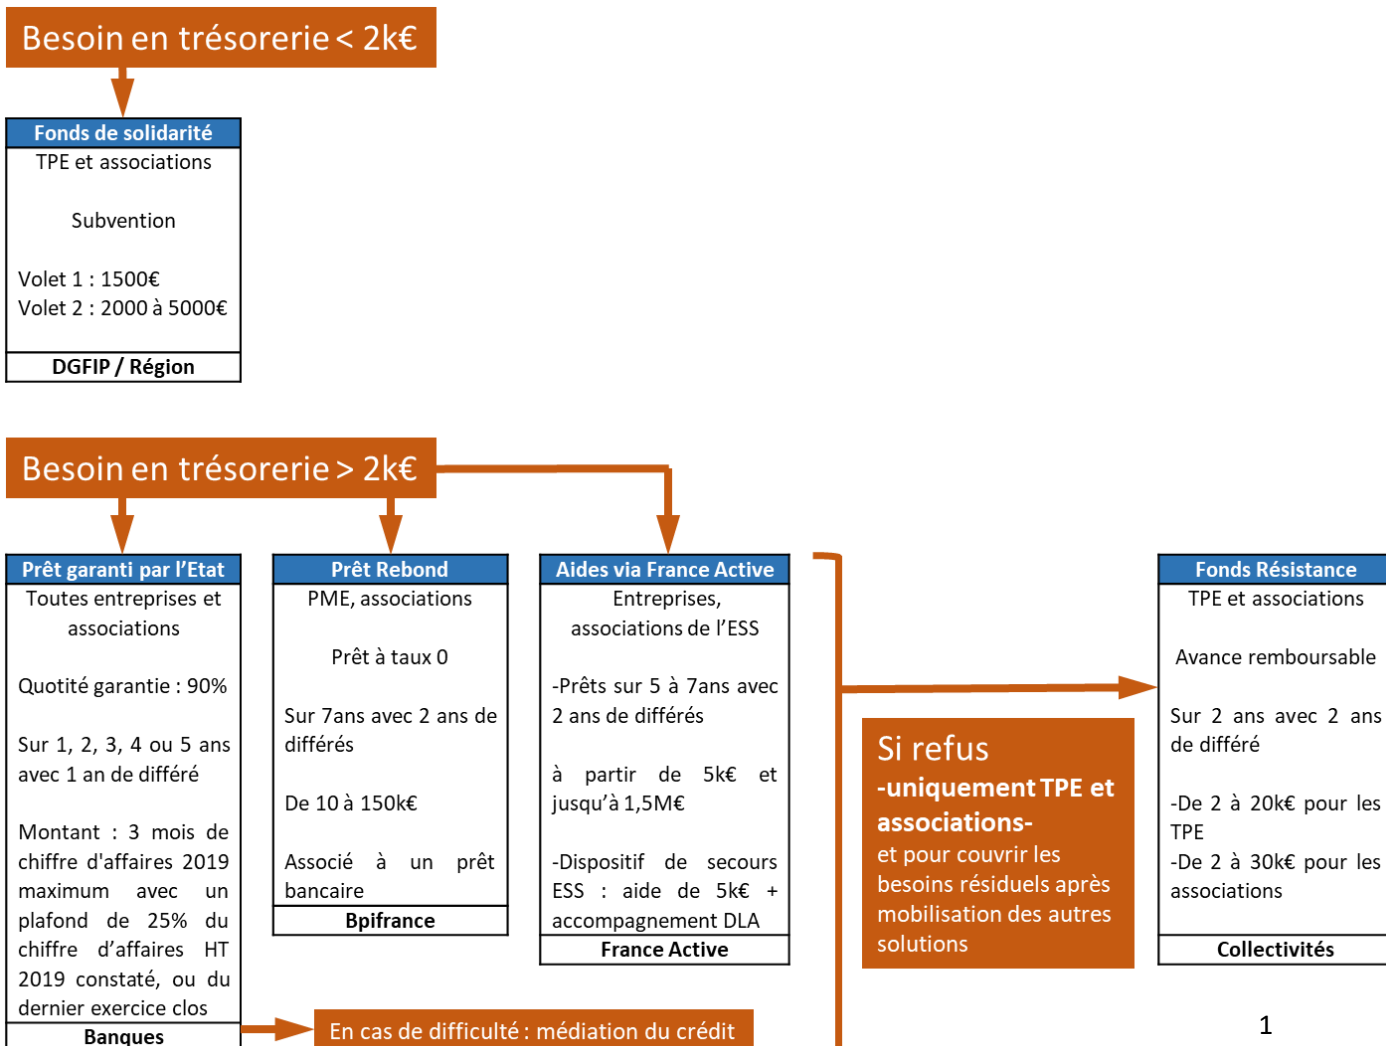 Besoin en trésorerie < 2k€
Fonds de solidarité
TPE et associations
Subvention
Volet 1 : 1500€
Volet 2 : 2000 à 5000€
DGFIP / Région
Besoin en trésorerie > 2k€
Prêt garanti par l'Etat
Toutes entreprises et
associations
Quotité garantie : 90%
Sur 1, 2, 3, 4 ou 5 ans
avec 1 an de différé
Montant : 3 mois de
chiffre d'affaires 2019
maximum avec un
plafond de 25% du
chiffre d’affaires HT
2019 constaté, ou du
dernier exercice clos
Banques
En cas de difficulté : médiation du crédit
Prêt Rebond
PME, associations
Prêt à taux 0
Sur 7ans avec 2 ans de
différés
De 10 à 150k€
Associé à un prêt
bancaire
Bpifrance
Aides via France Active
Entreprises,
associations de l’ESS
-Prêts sur 5 à 7ans avec
2 ans de différés
à partir de 5k€ et
jusqu’à 1,5M€
-Dispositif de secours
ESS : aide de 5k€ +
accompagnement DLA
France Active
Si refus
-uniquement TPE et
associations-
et pour couvrir les
besoins résiduels après
mobilisation des autres
solutions
Fonds Résistance
TPE et associations
Avance remboursable
Sur 2 ans avec 2 ans
de différé
-De 2 à 20k€ pour les
TPE
-De 2 à 30k€ pour les
associations
Collectivités
1